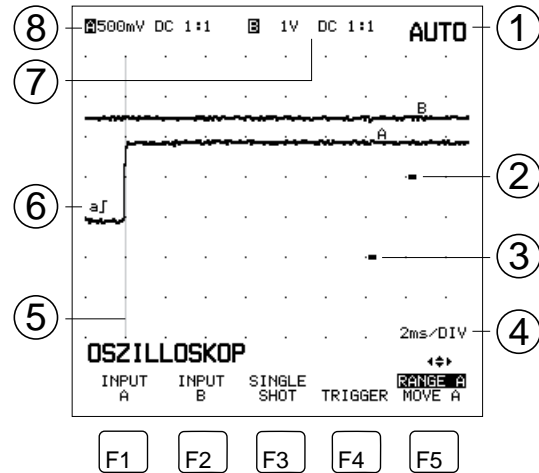 8 A 500mV DC 1:1 B 1V DC 1:1 AUTO 1
7
B
A
2
6 a∫
3
5
2ms/DIV 4
OSZILLOSKOP
INPUT A INPUT B SINGLE SHOT TRIGGER RANGE A MOVE A
F1 F2 F3 F4 F5